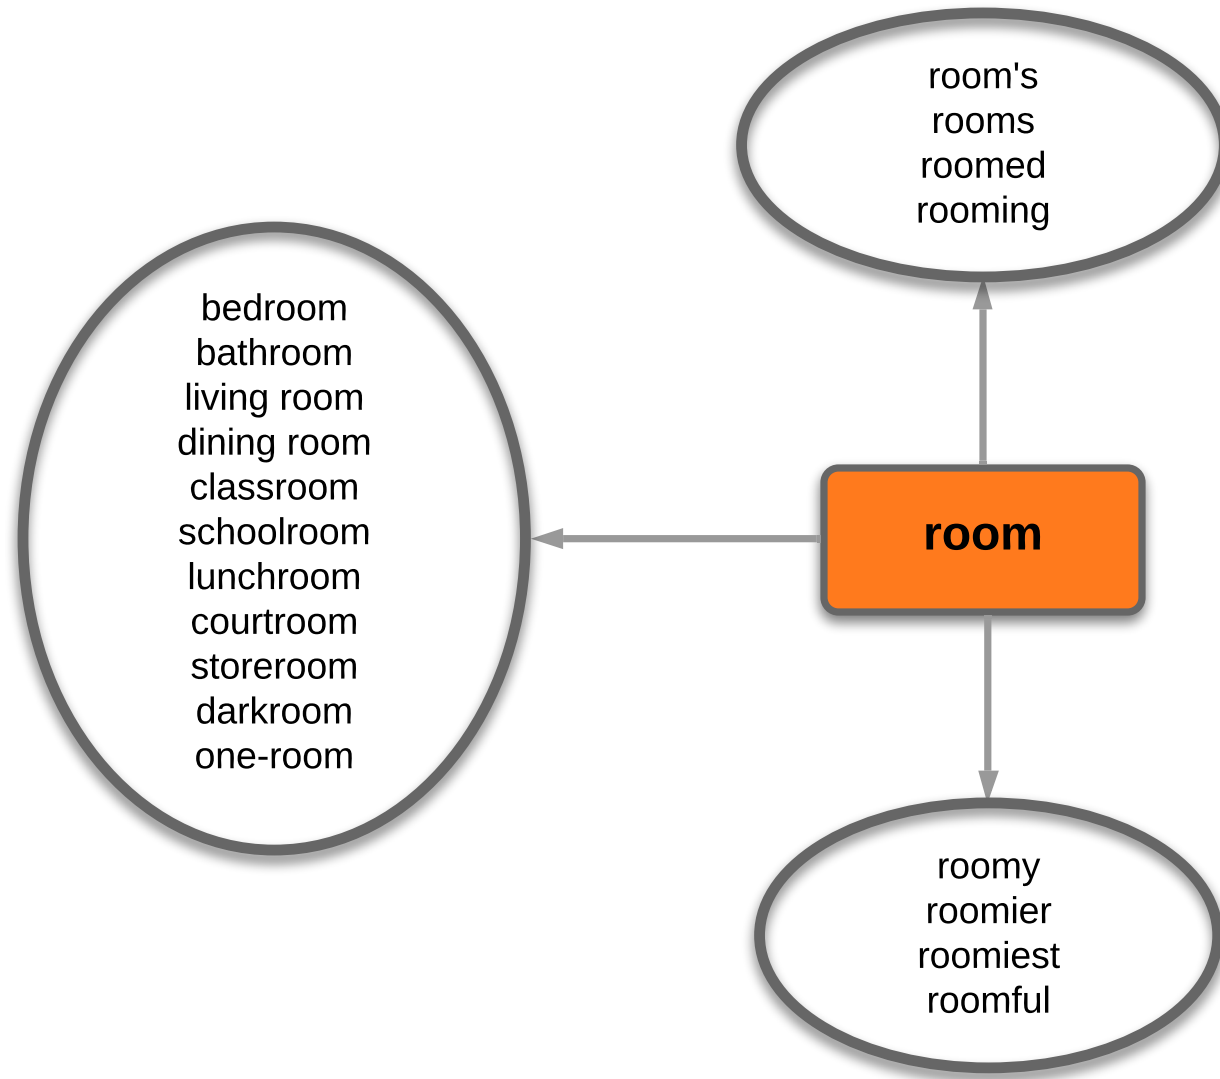 room's
rooms
roomed
rooming
bedroom
bathroom
living room
dining room
classroom
schoolroom
lunchroom
courtroom
storeroom
darkroom
one-room
room
roomy
roomier
roomiest
roomful